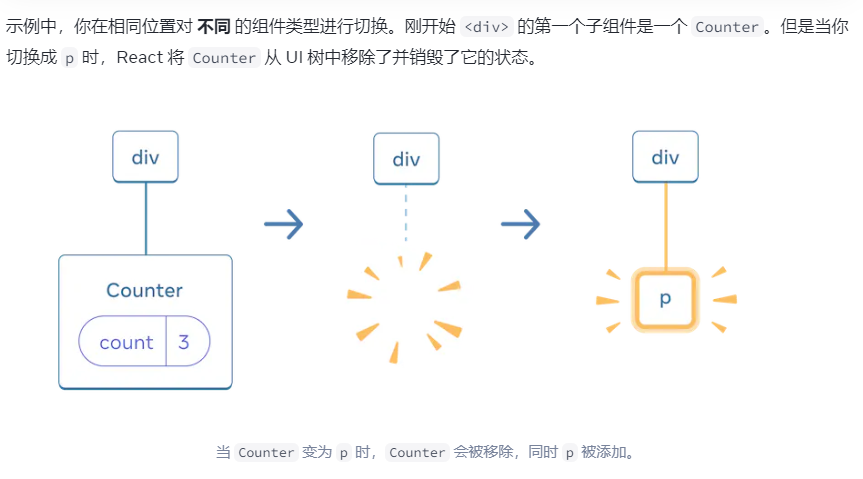 示例中，你在相同位置对 不同 的组件类型进行切换。刚开始 <div> 的第一个子组件是一个 Counter。但是当你
切换成 p 时，React 将 Counter 从 UI 树中移除了并销毁了它的状态。
div
div
div
Counter
count 3
p
当 Counter 变为 p 时，Counter 会被移除，同时 p 被添加。